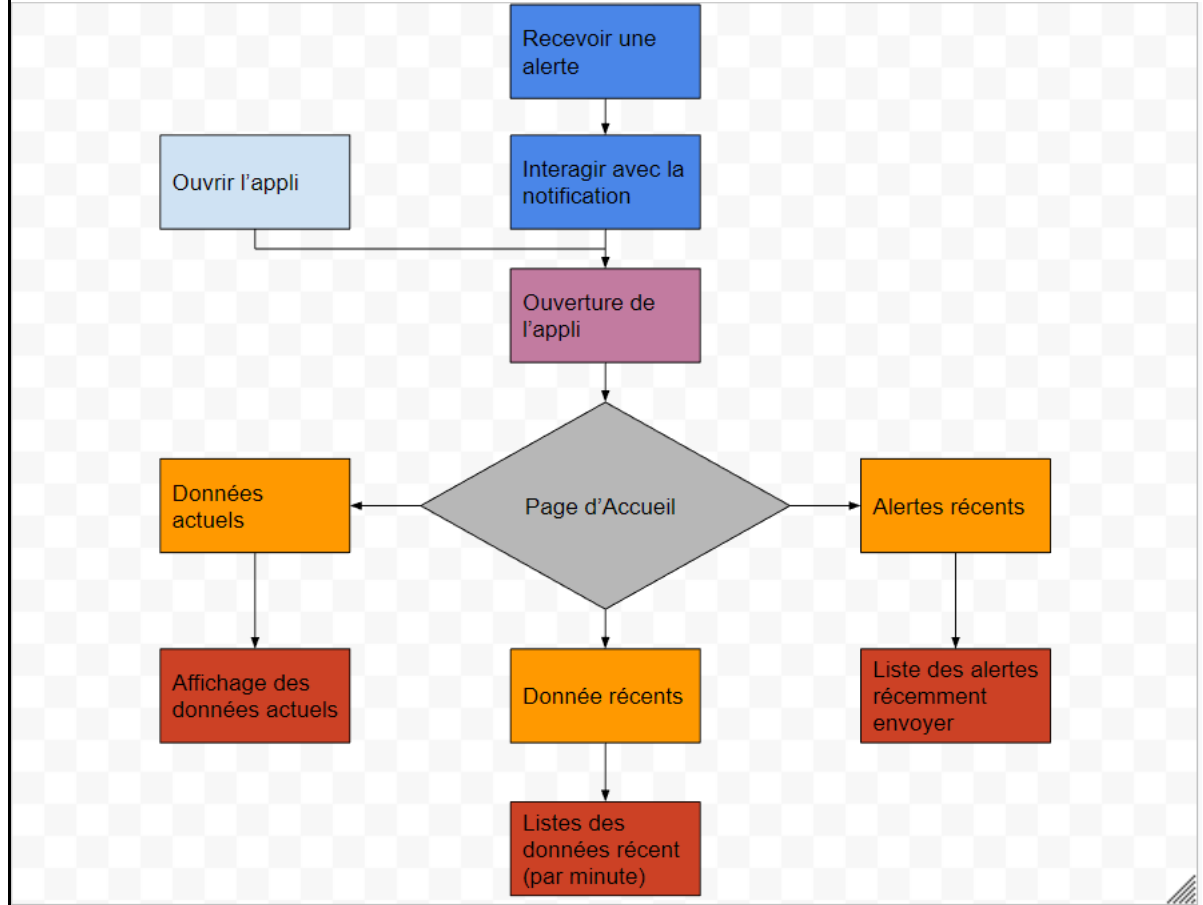 Recevoir une
alerte
Ouvrir l’appli
Interagir avec la
notification
Ouverture de
l’appli
Données
actuels
Page d’Accueil
Alertes récents
Affichage des
données actuels
Donnée récents
Liste des alertes
récemment
envoyer
Listes des
données récent
(par minute)